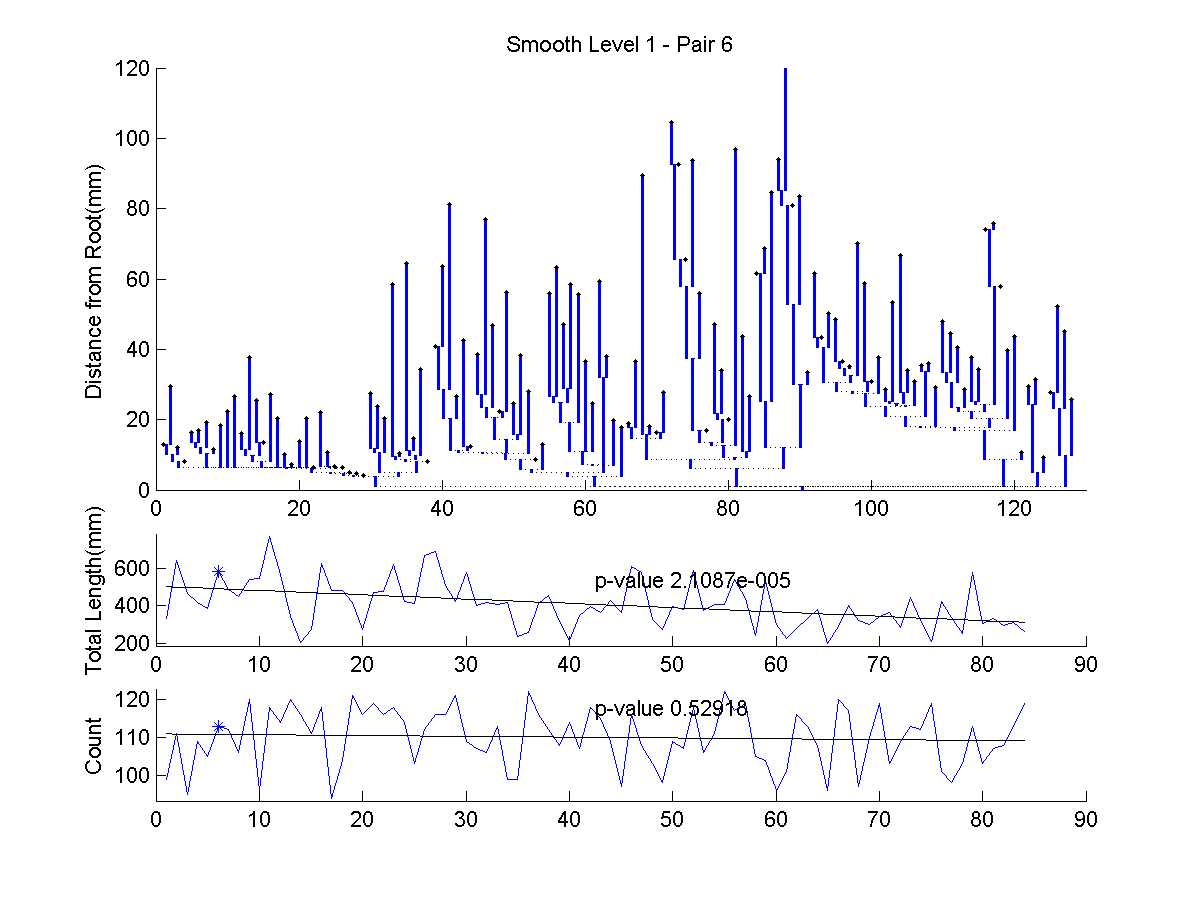 Smooth Level 1 - Pair 6
Distance from Root(mm)
120
100
80
60
40
20
0
0 20 40 60 80 100 120
Total Length(mm)
600
400
200
p-value 2.1087e-005
0 10 20 30 40 50 60 70 80 90
Count
120
110
100
p-value 0.52918
0 10 20 30 40 50 60 70 80 90